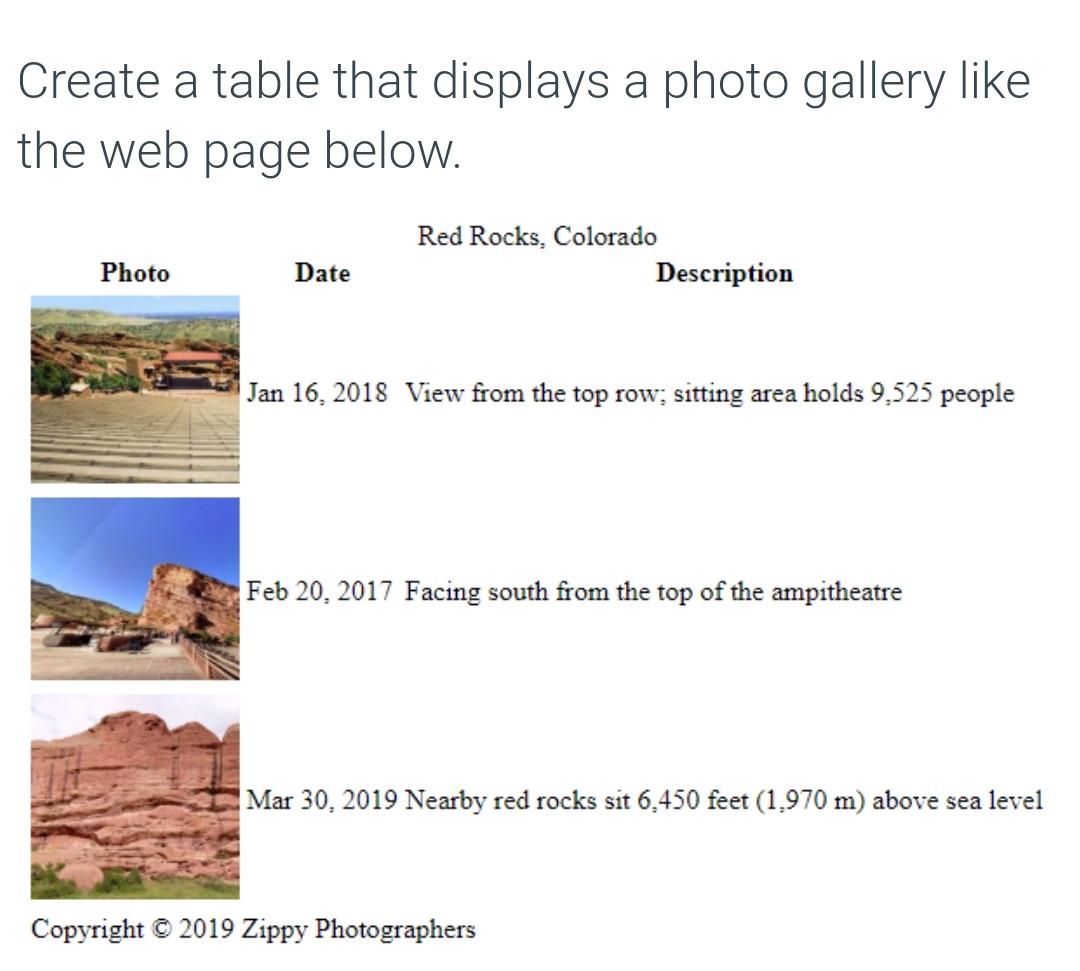 Create a table that displays a photo gallery like
the web page below.
Red Rocks, Colorado
Photo Date Description
Jan 16, 2018 View from the top row; sitting area holds 9,525 people
Feb 20, 2017 Facing south from the top of the ampitheatre
Mar 30, 2019 Nearby red rocks sit 6,450 feet (1,970 m) above sea level
Copyright © 2019 Zippy Photographers